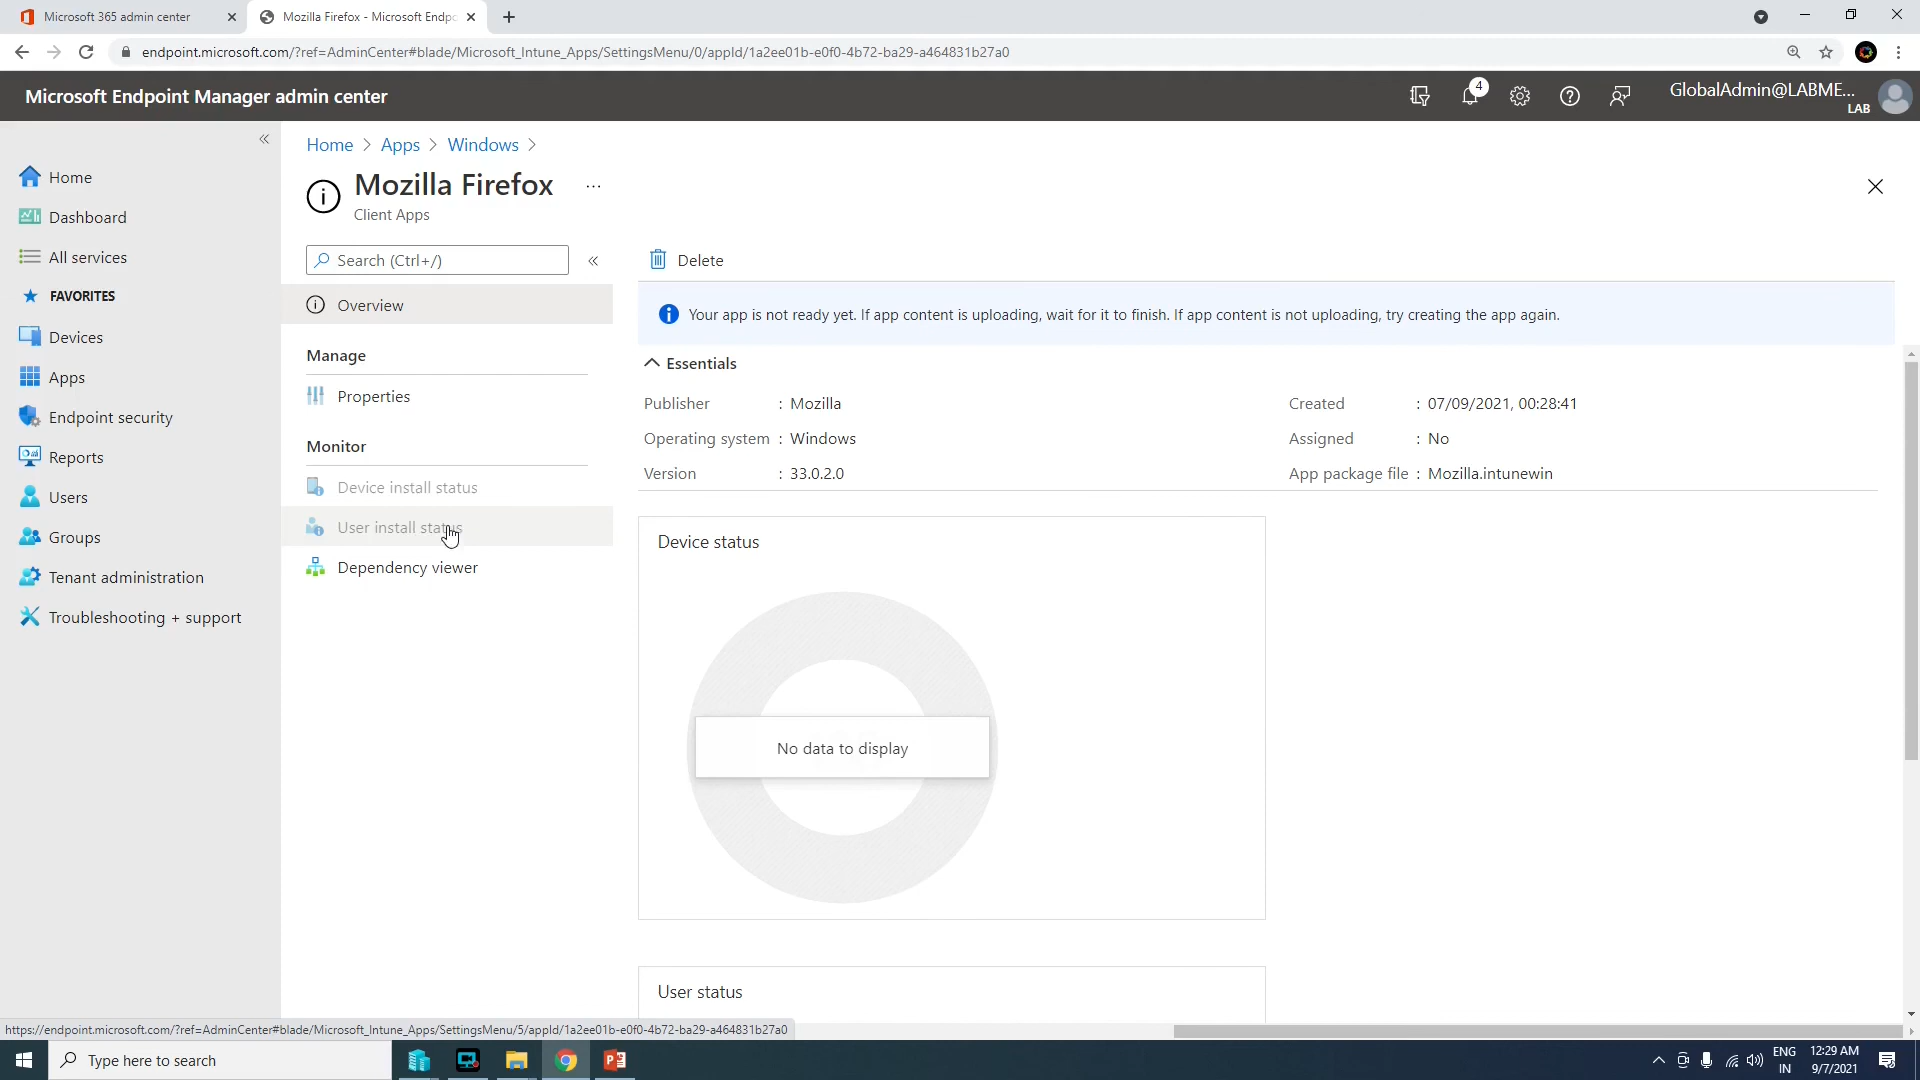 Microsoft 365 admin center
Mozilla Firefox - Microsoft Endpo
endpoint.microsoft.com/?ref=AdminCenter#blade/Microsoft_Intune_Apps/SettingsMenu/0/appId/1a2ee01b-e0f0-4b72-ba29-a464831b27a0
Microsoft Endpoint Manager admin center
4
GlobalAdmin@LABME...
LAB
Home
Dashboard
All services
FAVORITES
Devices
Apps
Endpoint security
Reports
Users
Groups
Tenant administration
Troubleshooting + support
Home > Apps > Windows >
Mozilla Firefox ...
Client Apps
Search (Ctrl+/)
Overview
Manage
Properties
Monitor
Device install status
User install status
Dependency viewer
Delete
Your app is not ready yet. If app content is uploading, wait for it to finish. If app content is not uploading, try creating the app again.
Essentials
Publisher : Mozilla
Operating system : Windows
Version : 33.0.2.0
Created : 07/09/2021, 00:28:41
Assigned : No
App package file : Mozilla.intunewin
Device status
No data to display
User status
https://endpoint.microsoft.com/?ref=AdminCenter#blade/Microsoft_Intune_Apps/SettingsMenu/5/appId/1a2ee01b-e0f0-4b72-ba29-a464831b27a0
Type here to search
ENG
IN
12:29 AM
9/7/2021